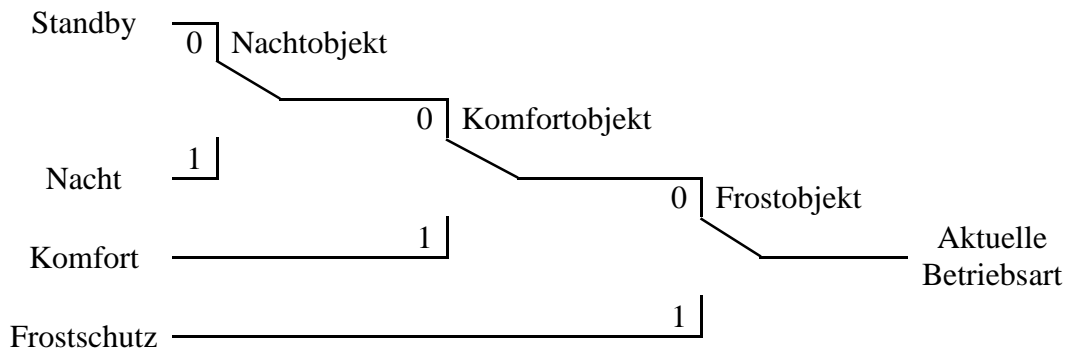 Standby
0
Nachtobjekt
0
Komfortobjekt
1
Nacht
0
Frostobjekt
1
Komfort
Aktuelle
Betriebsart
1
Frostschutz